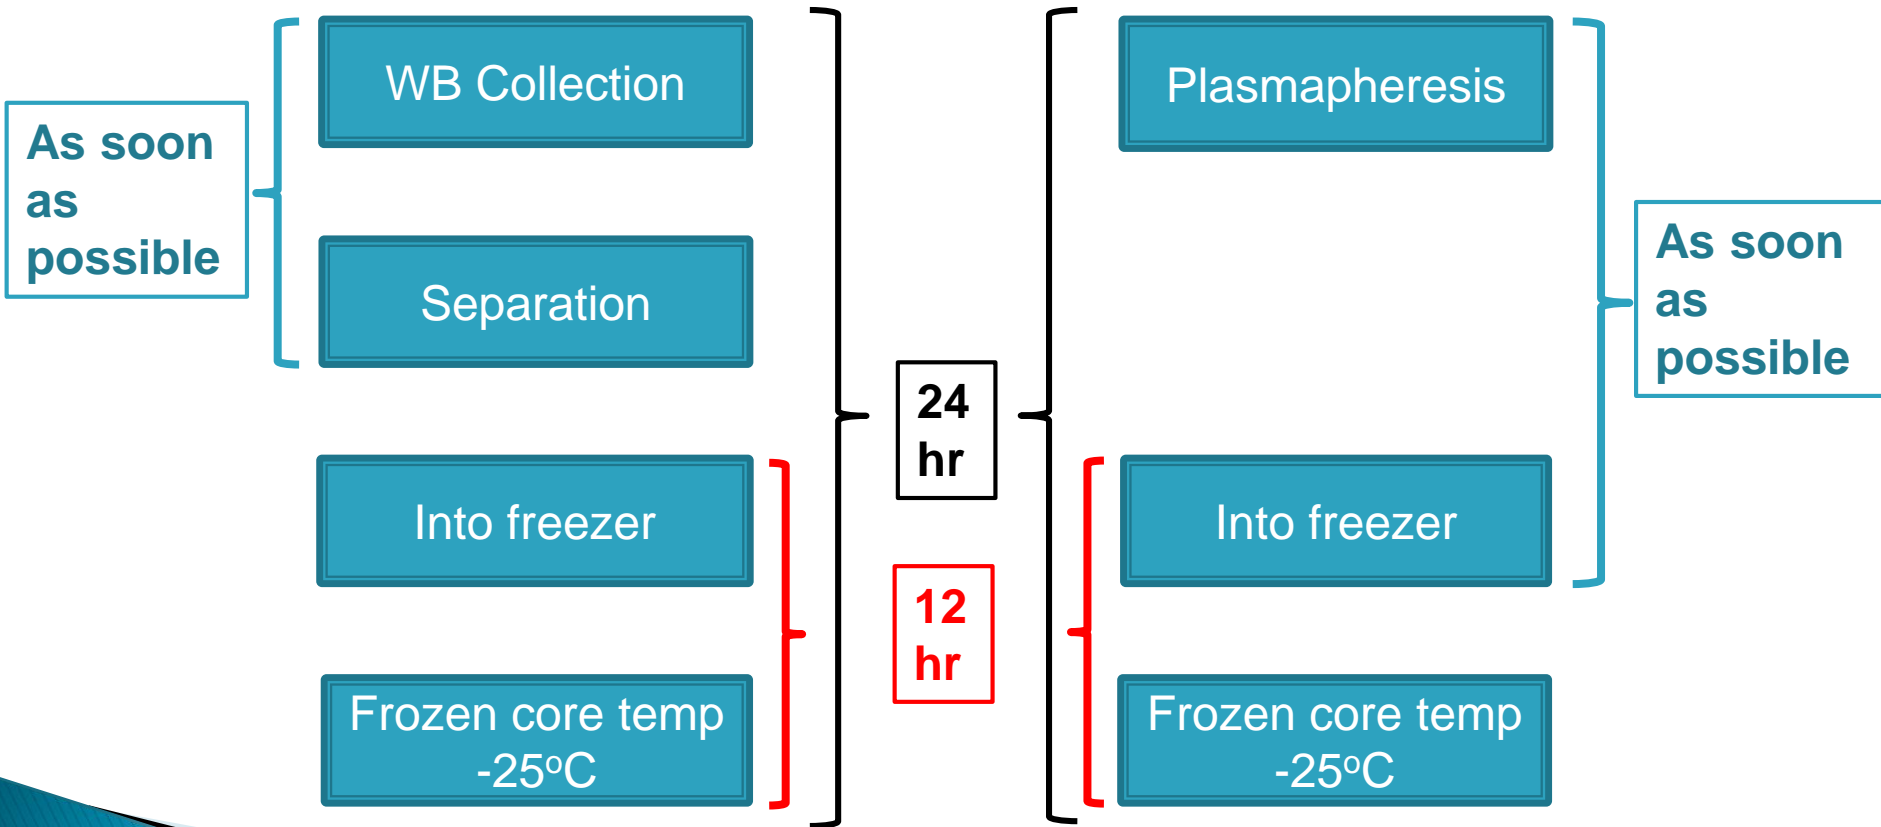 WB Collection
Plasmapheresis
As soon
as
possible
Separation
As soon
as
possible
24
hr
Into freezer
Into freezer
12
hr
Frozen core temp
-25ºC
Frozen core temp
-25ºC